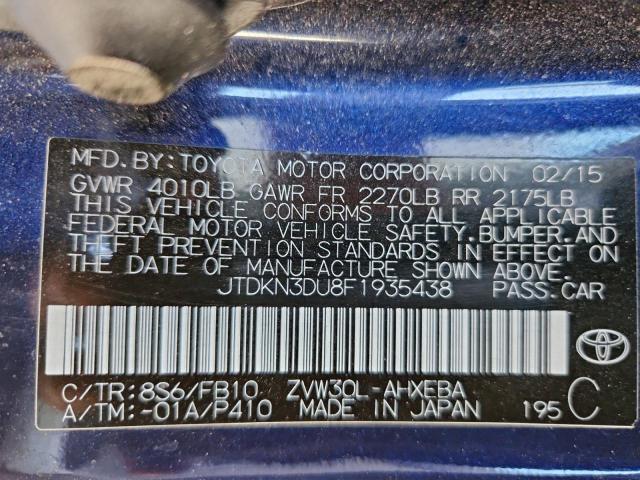 MFD. BY: TOYOTA MOTOR CORPORATION 02/15
GVWR 4010LB GAWR FR 2270LB RR 2175LB
THIS VEHICLE CONFORMS TO ALL APPLICABLE
FEDERAL MOTOR VEHICLE SAFETY, BUMPER, AND
THEFT PREVENTION STANDARDS IN EFFECT ON
THE DATE OF MANUFACTURE SHOWN ABOVE.
JTDKN3DU8F1935438 PASS.CAR
C/TR: 8S6/FB10 ZVW30L-AHXEBA
A/TM: -01A/P410 MADE IN JAPAN 195 C